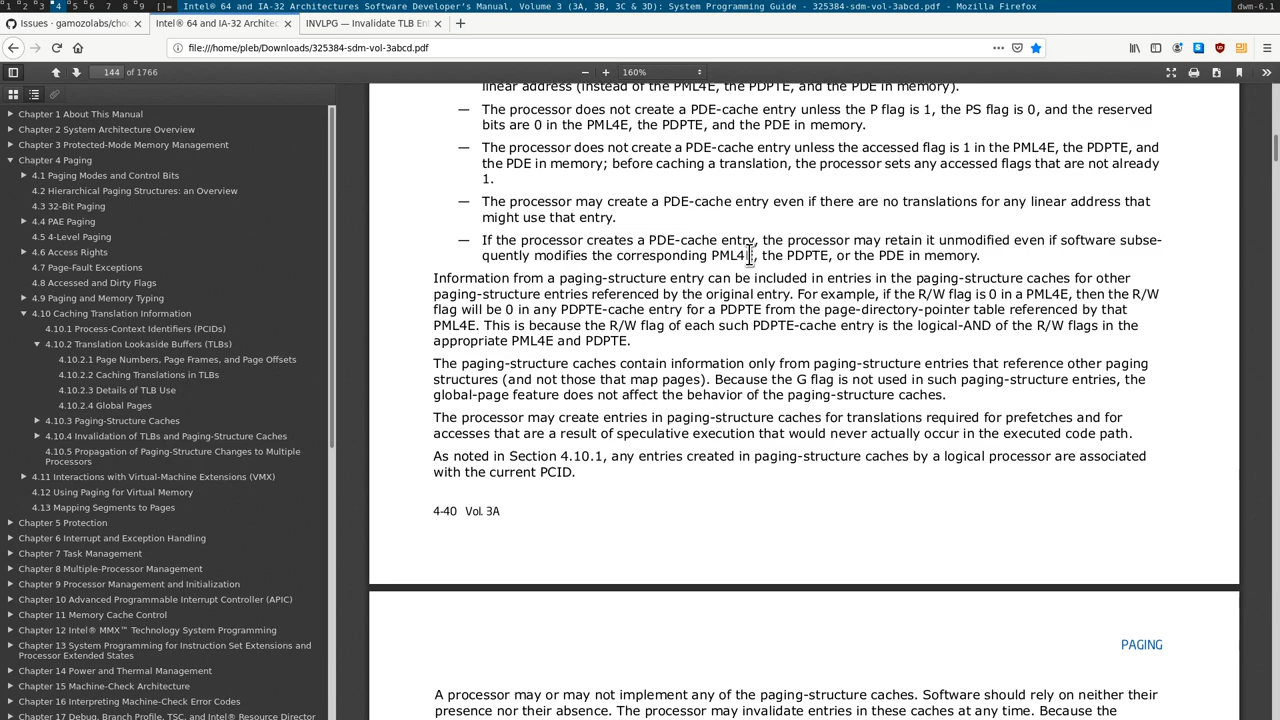 1 2 3 4 5 6 7 8 9 []= Intel® 64 and IA-32 Architectures Software Developer's Manual, Volume 3 (3A, 3B, 3C & 3D): System Programming Guide - 325384-sdm-vol-3abcd.pdf - Mozilla Firefox dwm-6.1
Issues · gamozolabs/choc
Intel® 64 and IA-32 Architec
INVLPG — Invalidate TLB Ent
file:///home/pleb/Downloads/325384-sdm-vol-3abcd.pdf
144 of 1766
160%
Chapter 1 About This Manual
Chapter 2 System Architecture Overview
Chapter 3 Protected-Mode Memory Management
Chapter 4 Paging
4.1 Paging Modes and Control Bits
4.2 Hierarchical Paging Structures: an Overview
4.3 32-Bit Paging
4.4 PAE Paging
4.5 4-Level Paging
4.6 Access Rights
4.7 Page-Fault Exceptions
4.8 Accessed and Dirty Flags
4.9 Paging and Memory Typing
4.10 Caching Translation Information
4.10.1 Process-Context Identifiers (PCIDs)
4.10.2 Translation Lookaside Buffers (TLBs)
4.10.2.1 Page Numbers, Page Frames, and Page Offsets
4.10.2.2 Caching Translations in TLBs
4.10.2.3 Details of TLB Use
4.10.2.4 Global Pages
4.10.3 Paging-Structure Caches
4.10.4 Invalidation of TLBs and Paging-Structure Caches
4.10.5 Propagation of Paging-Structure Changes to Multiple
Processors
4.11 Interactions with Virtual-Machine Extensions (VMX)
4.12 Using Paging for Virtual Memory
4.13 Mapping Segments to Pages
Chapter 5 Protection
Chapter 6 Interrupt and Exception Handling
Chapter 7 Task Management
Chapter 8 Multiple-Processor Management
Chapter 9 Processor Management and Initialization
Chapter 10 Advanced Programmable Interrupt Controller (APIC)
Chapter 11 Memory Cache Control
Chapter 12 Intel® MMX™ Technology System Programming
Chapter 13 System Programming for Instruction Set Extensions and
Processor Extended States
Chapter 14 Power and Thermal Management
Chapter 15 Machine-Check Architecture
Chapter 16 Interpreting Machine-Check Error Codes
Chapter 17 Debug, Branch Profile, TSC, and Intel® Resource Director
linear address (instead of the PML4E, the PDPTE, and the PDE in memory).
— The processor does not create a PDE-cache entry unless the P flag is 1, the PS flag is 0, and the reserved
bits are 0 in the PML4E, the PDPTE, and the PDE in memory.
— The processor does not create a PDE-cache entry unless the accessed flag is 1 in the PML4E, the PDPTE, and
the PDE in memory; before caching a translation, the processor sets any accessed flags that are not already
1.
— The processor may create a PDE-cache entry even if there are no translations for any linear address that
might use that entry.
— If the processor creates a PDE-cache entry, the processor may retain it unmodified even if software subse-
quently modifies the corresponding PML4E, the PDPTE, or the PDE in memory.
Information from a paging-structure entry can be included in entries in the paging-structure caches for other
paging-structure entries referenced by the original entry. For example, if the R/W flag is 0 in a PML4E, then the R/W
flag will be 0 in any PDPTE-cache entry for a PDPTE from the page-directory-pointer table referenced by that
PML4E. This is because the R/W flag of each such PDPTE-cache entry is the logical-AND of the R/W flags in the
appropriate PML4E and PDPTE.
The paging-structure caches contain information only from paging-structure entries that reference other paging
structures (and not those that map pages). Because the G flag is not used in such paging-structure entries, the
global-page feature does not affect the behavior of the paging-structure caches.
The processor may create entries in paging-structure caches for translations required for prefetches and for
accesses that are a result of speculative execution that would never actually occur in the executed code path.
As noted in Section 4.10.1, any entries created in paging-structure caches by a logical processor are associated
with the current PCID.
4-40 Vol. 3A
PAGING
A processor may or may not implement any of the paging-structure caches. Software should rely on neither their
presence nor their absence. The processor may invalidate entries in these caches at any time. Because the